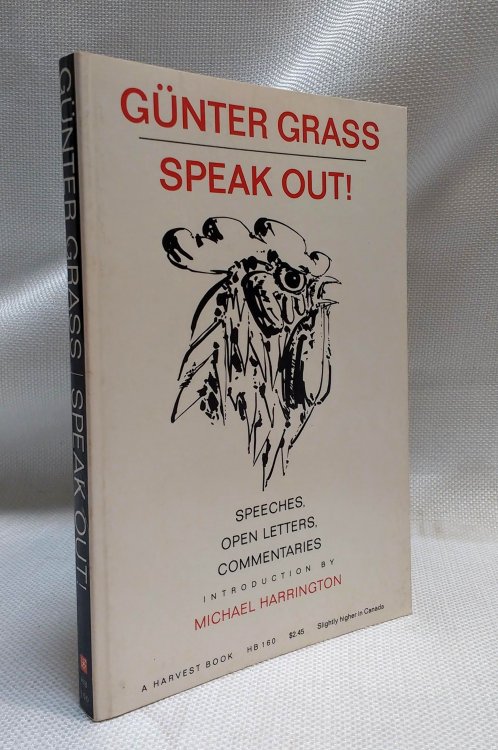 GÜNTER GRASS
SPEAK OUT!
SPEECHES,
OPEN LETTERS,
COMMENTARIES
INTRODUCTION BY
MICHAEL HARRINGTON
A HARVEST BOOK HB 160 $2.45 Slightly higher in Canada
GÜNTER GRASS | SPEAK OUT!